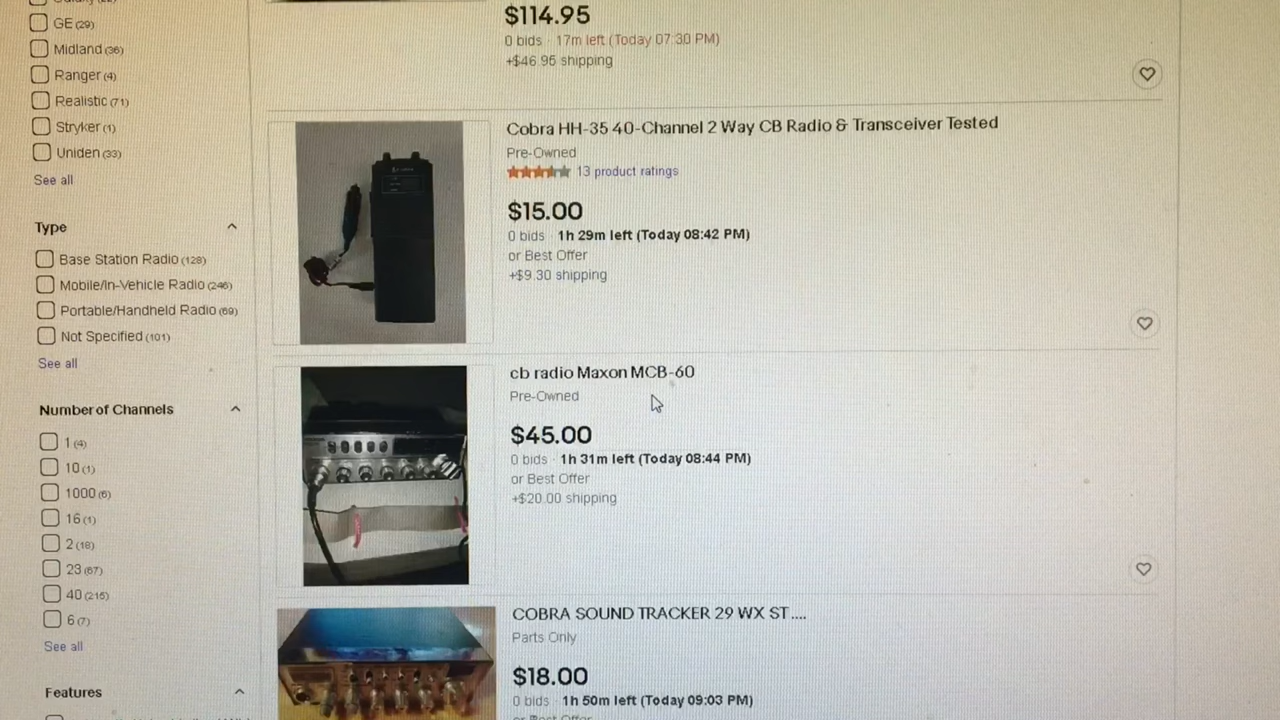 GE (29)
Midland (36)
Ranger (4)
Realistic (71)
Stryker (1)
Uniden (33)
See all
Type
Base Station Radio (128)
Mobile/In-Vehicle Radio (246)
Portable/Handheld Radio (69)
Not Specified (101)
See all
Number of Channels
1 (4)
10 (1)
1000 (6)
16 (1)
2 (18)
23 (67)
40 (215)
6 (7)
See all
Features
$114.95
0 bids · 17m left (Today 07:30 PM)
+$46.95 shipping
Cobra HH-35 40-Channel 2 Way CB Radio & Transceiver Tested
Pre-Owned
13 product ratings
$15.00
0 bids · 1h 29m left (Today 08:42 PM)
or Best Offer
+$9.30 shipping
cb radio Maxon MCB-60
Pre-Owned
$45.00
0 bids · 1h 31m left (Today 08:44 PM)
or Best Offer
+$20.00 shipping
COBRA SOUND TRACKER 29 WX ST ....
Parts Only
$18.00
0 bids · 1h 50m left (Today 09:03 PM)
or Best Offer